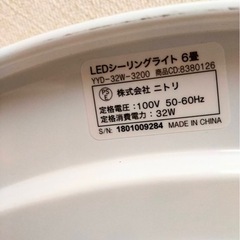 LEDシーリングライト 6畳
YYD-32W-3200 商品CD:8380126
PS
E
株式会社 ニトリ
定格電圧:100V 50-60Hz
定格消費電力:32W
S/N: 1801009284 MADE IN CHINA